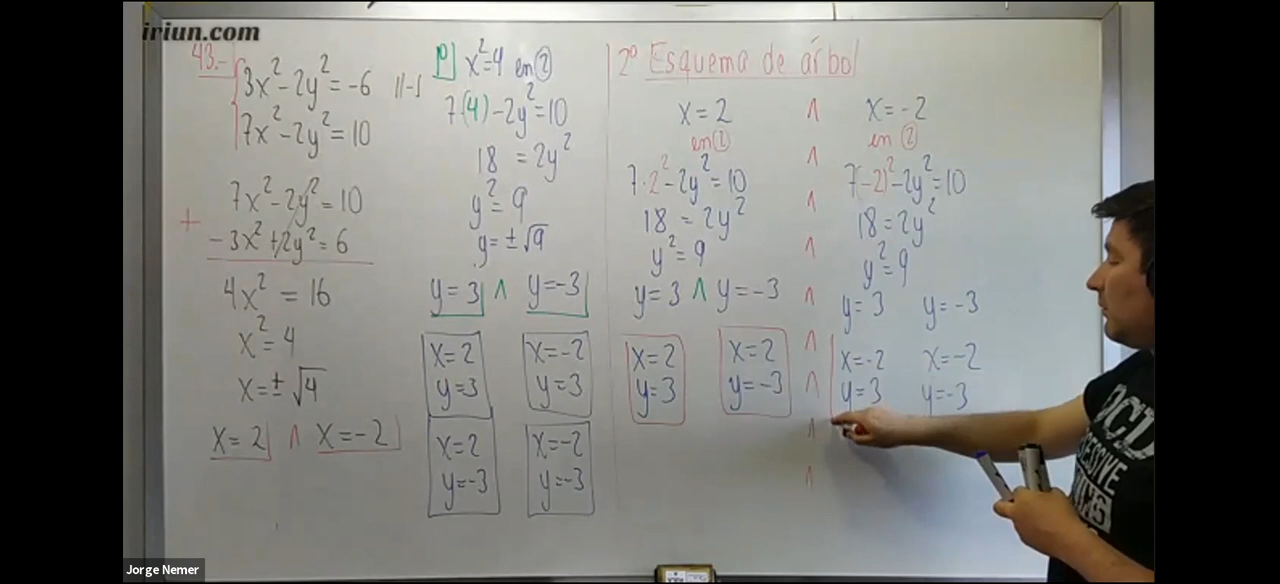 iriun.com
43.-
3x²-2y²=-6 //·-1
7x²-2y²=10
7x²-2y²=10
+
-3x²+2y²=6
4x² = 16
x²=4
x=±√4
x=2 ∧ x=-2
1º x²=4 en ②
7·(4)-2y²=10
18 =2y²
y²=9
y=±√9
y=3 ∧ y=-3
x=2 x=-2
y=3 y=3
x=2 x=-2
y=-3 y=-3
2º Esquema de árbol
x=2
en ②
7·2²-2y²=10
18=2y²
y²=9
y=3 ∧ y=-3
x=2 x=2
y=3 y=-3
∧
∧
∧
∧
∧
∧
∧
∧
∧
x=-2
en ②
7(-2)²-2y²=10
18=2y²
y²=9
y=3 y=-3
x=-2 x=-2
y=3 y=-3
Jorge Nemer